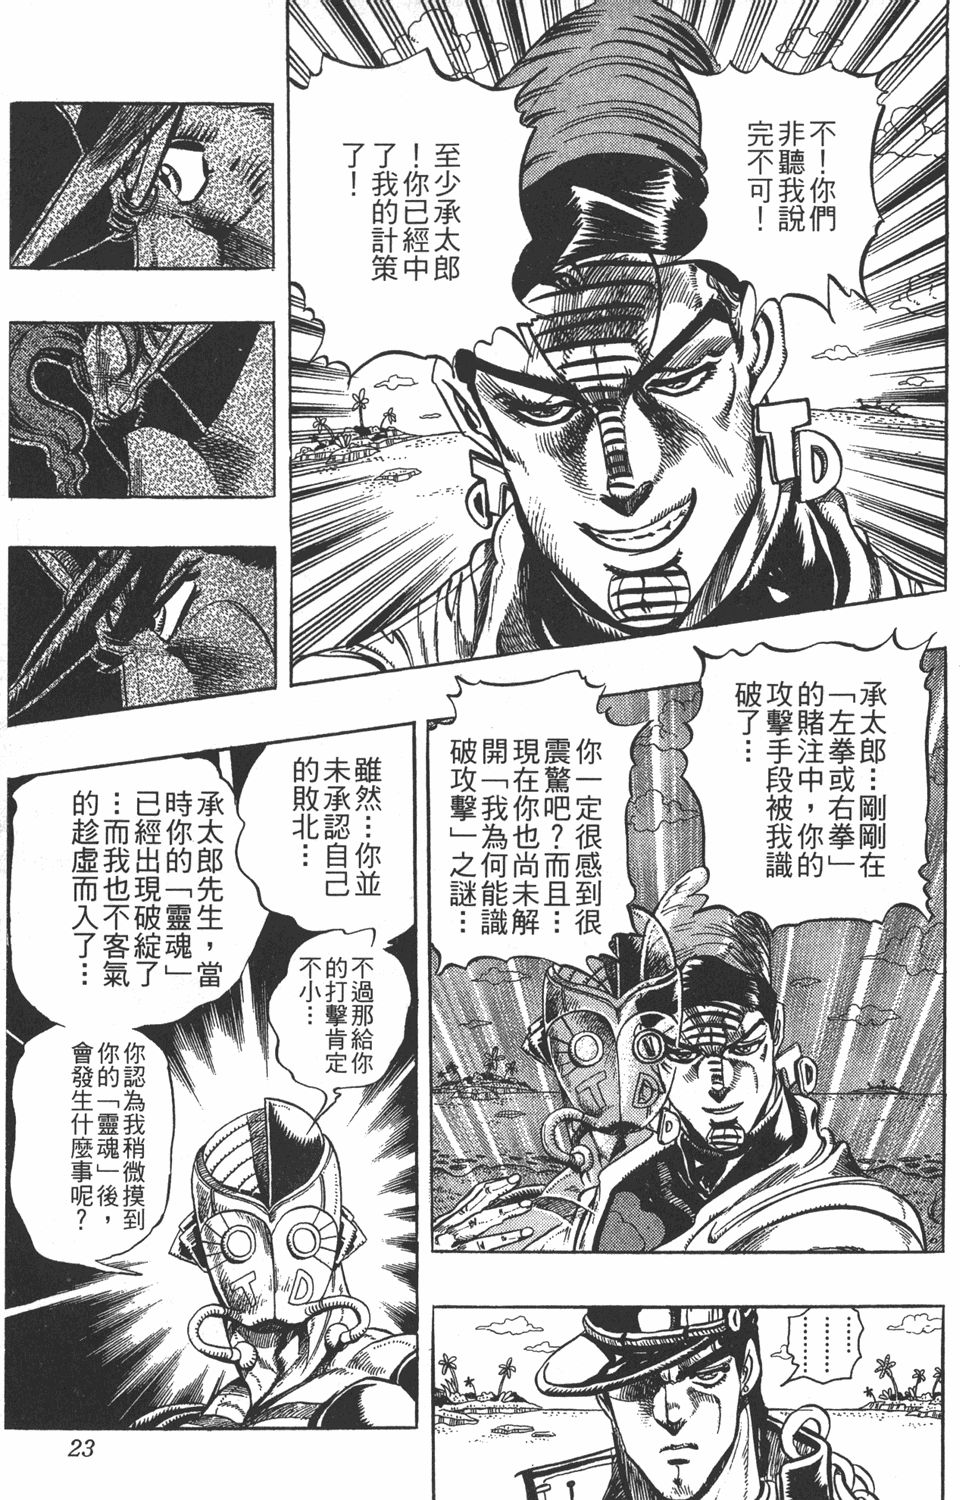 不！你們
非聽我說
完不可！
至少承太郎
！你已經中
了我的計策
了！
承太郎…剛剛在
「左拳或右拳」
的賭注中，你的
攻擊手段被我識
破了…
你一定很感到很
震驚吧？而且…
現在你也尚未解
開「我為何能識
破攻擊」之謎…
………
………
雖然…你並
未承認自己
的敗北…
不過那給你
的打擊肯定
不小…
承太郎先生，當
時你的「靈魂」
已經出現破綻了
…而我也不客氣
的趁虛而入了…
你認為我稍微摸到
你的「靈魂」後，
會發生什麼事呢？
T D
T D
T D
23